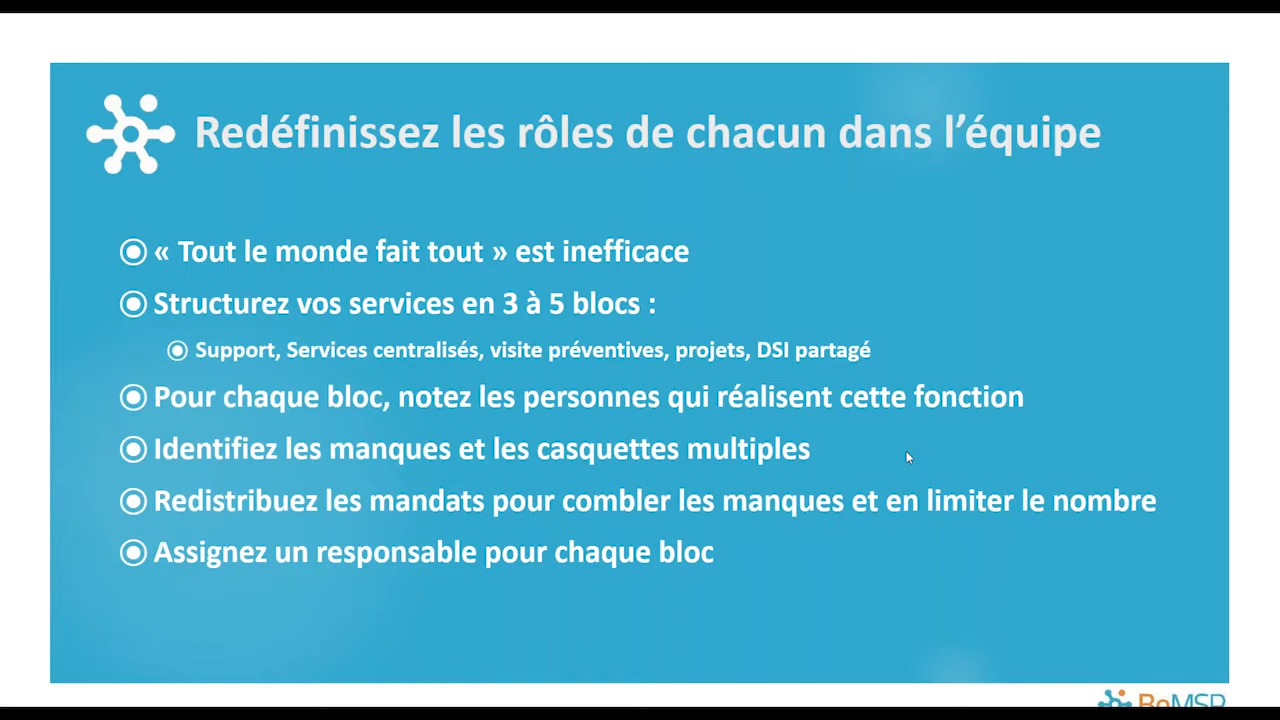 Redéfinissez les rôles de chacun dans l’équipe
« Tout le monde fait tout » est inefficace
Structurez vos services en 3 à 5 blocs :
Support, Services centralisés, visite préventives, projets, DSI partagé
Pour chaque bloc, notez les personnes qui réalisent cette fonction
Identifiez les manques et les casquettes multiples
Redistribuez les mandats pour combler les manques et en limiter le nombre
Assignez un responsable pour chaque bloc
BeMSP